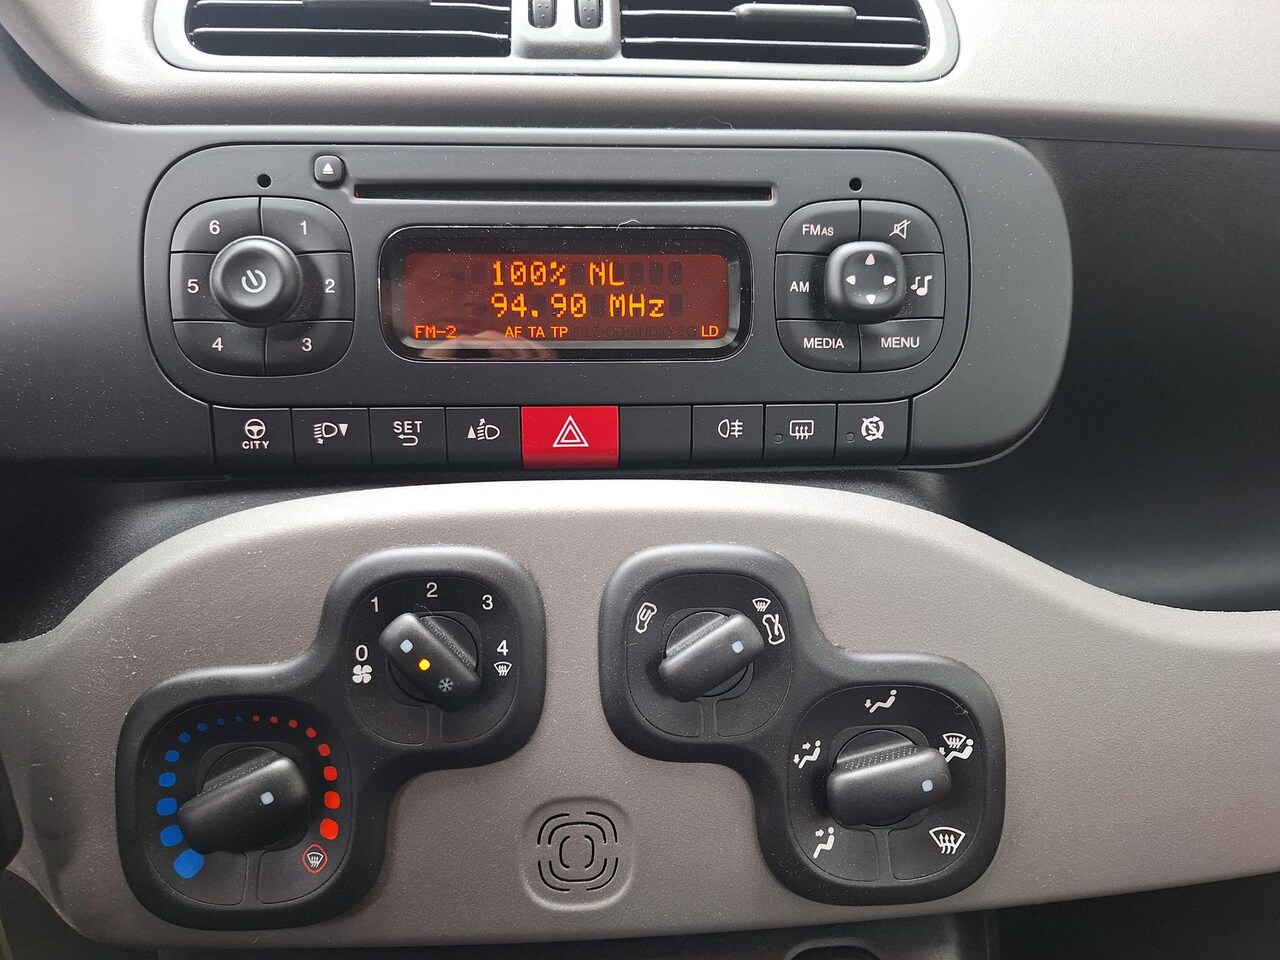 6 1
5 2
4 3
100% NL
94.90 MHz
FM-2 AF TA TP LD
FMAS
AM
MEDIA MENU
CITY
SET
0 1 2 3 4